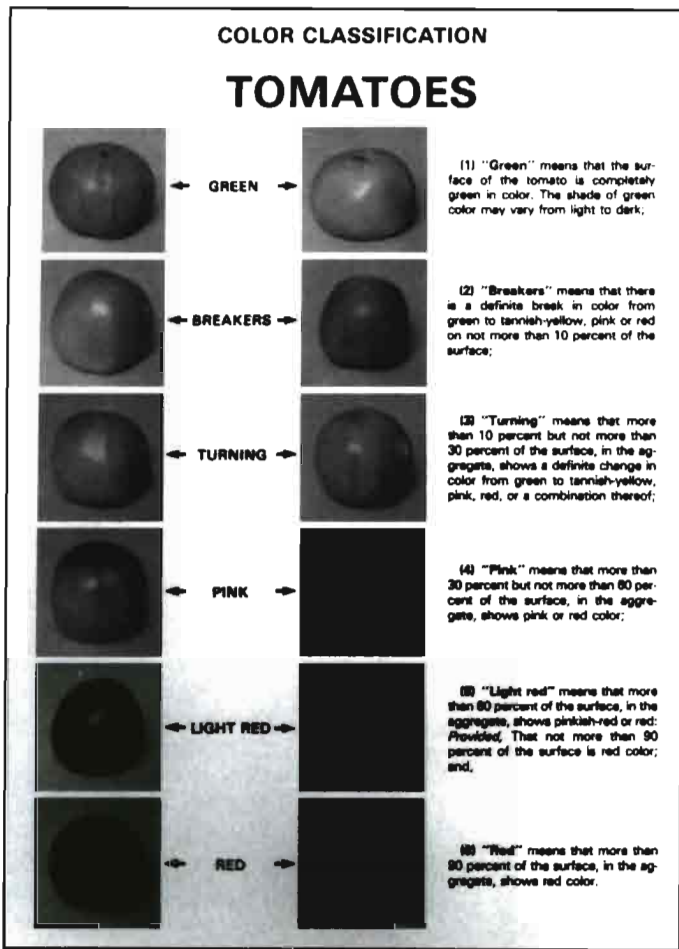 COLOR CLASSIFICATION
TOMATOES
GREEN
(1) "Green" means that the sur-
face of the tomato is completely
green in color. The shade of green
color may vary from light to dark;
BREAKERS
(2) "Breakers" means that there
is a definite break in color from
green to tannish-yellow, pink or red
on not more than 10 percent of the
surface;
TURNING
(3) "Turning" means that more
than 10 percent but not more than
30 percent of the surface, in the ag-
gregate, shows a definite change in
color from green to tannish-yellow,
pink, red, or a combination thereof;
PINK
(4) "Pink" means that more than
30 percent but not more than 60 per-
cent of the surface, in the aggre-
gate, shows pink or red color;
LIGHT RED
(5) "Light red" means that more
than 60 percent of the surface, in the
aggregate, shows pinkish-red or red:
Provided, That not more than 90
percent of the surface is red color;
and,
RED
(6) "Red" means that more than
90 percent of the surface, in the ag-
gregate, shows red color.